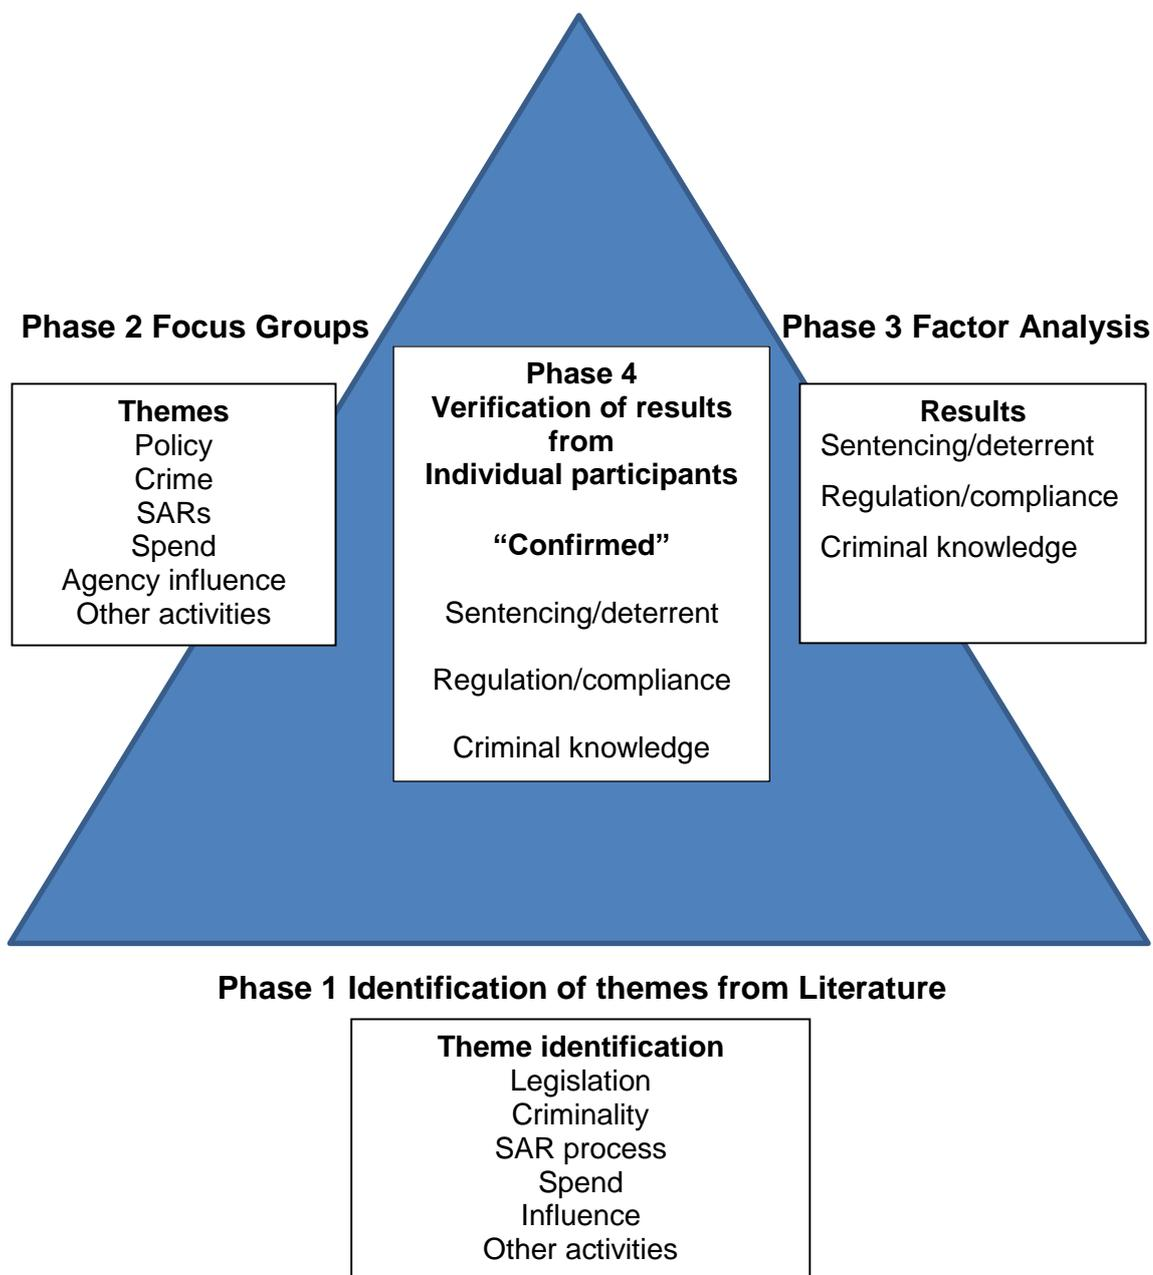 Phase 2 Focus Groups
Themes
Policy
Crime
SARs
Spend
Agency influence
Other activities
Phase 4
Verification of results
from
Individual participants
“Confirmed”
Sentencing/deterrent
Regulation/compliance
Criminal knowledge
Phase 3 Factor Analysis
Results
Sentencing/deterrent
Regulation/compliance
Criminal knowledge
Phase 1 Identification of themes from Literature
Theme identification
Legislation
Criminality
SAR process
Spend
Influence
Other activities